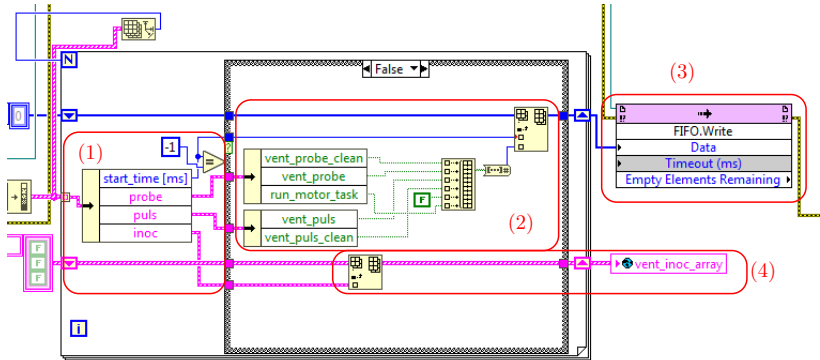 N
False
(3)
0
(1)
-1
start_time [ms]
probe
puls
inoc
=
?
vent_probe_clean
vent_probe
run_motor_task
vent_puls
vent_puls_clean
F
(2)
FIFO.Write
Data
Timeout (ms)
Empty Elements Remaining
F
F
F
vent_inoc_array
(4)
i